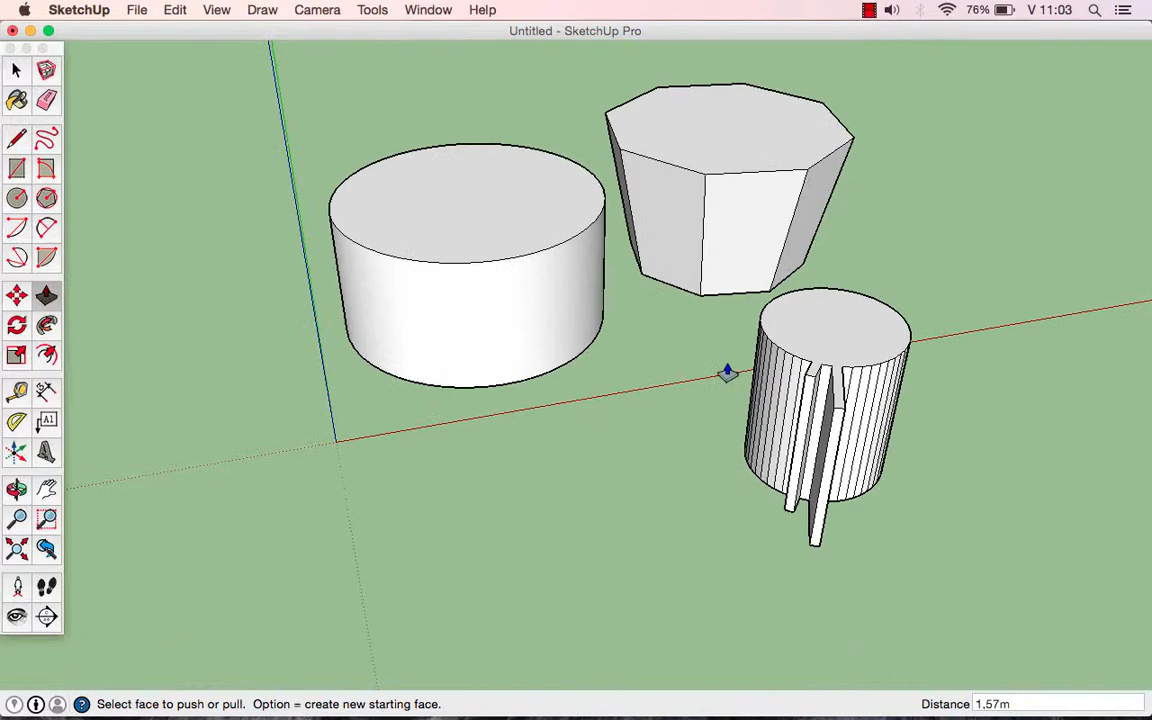 SketchUp File Edit View Draw Camera Tools Window Help 76% V 11:03
Untitled - SketchUp Pro
A1
Select face to push or pull. Option = create new starting face. Distance 1,57m